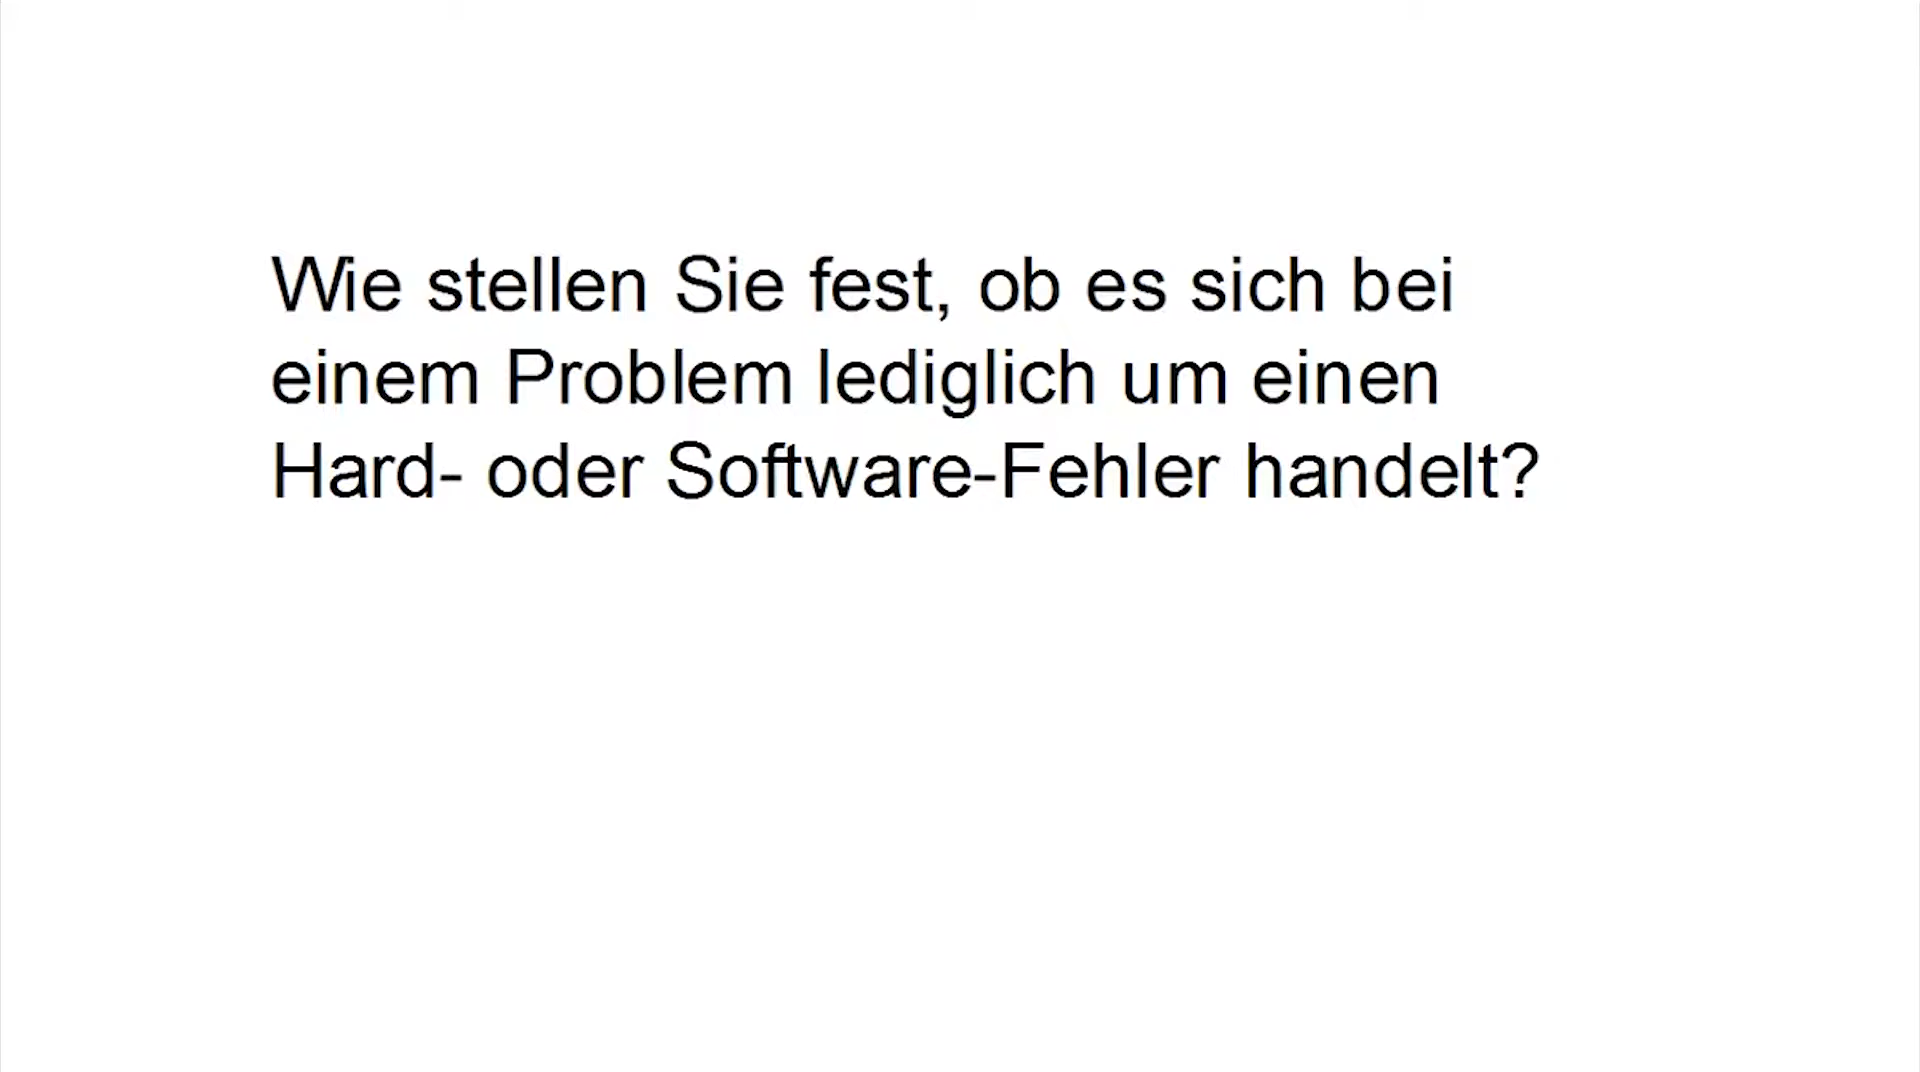 Wie stellen Sie fest, ob es sich bei
einem Problem lediglich um einen
Hard- oder Software-Fehler handelt?